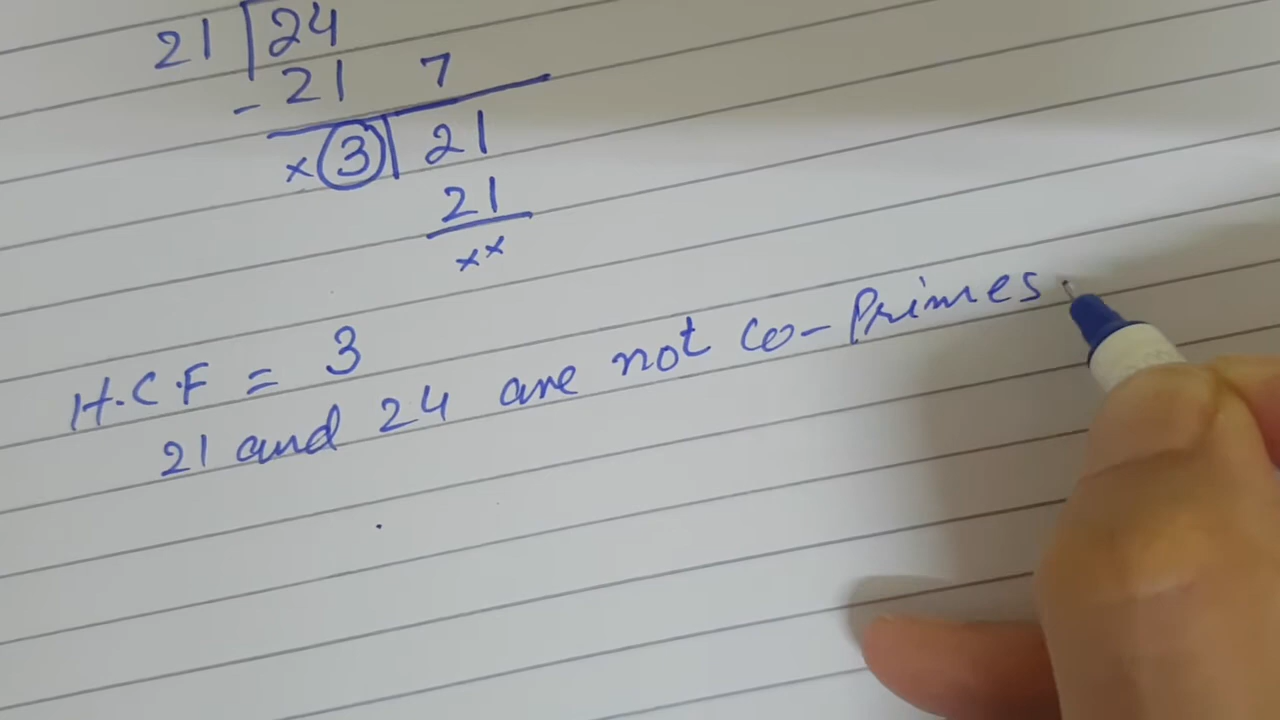 21 24
- 21 7
× 3 21
21
××
H.C.F = 3
21 and 24 are not co-Primes